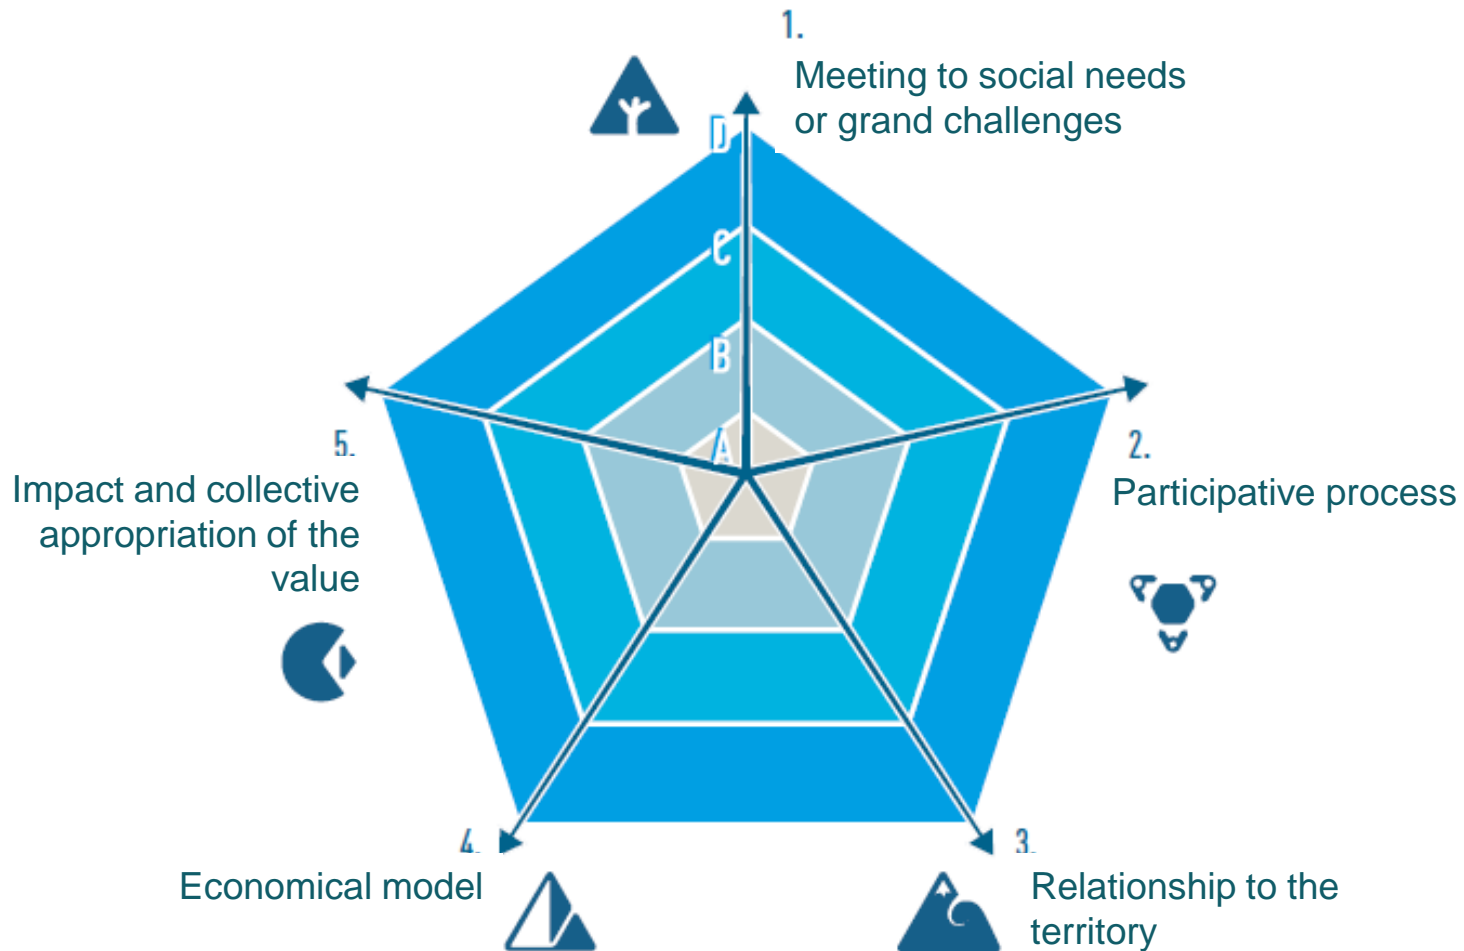 1.
Meeting to social needs
or grand challenges
D
C
B
A
5.
Impact and collective
appropriation of the
value
2.
Participative process
4.
Economical model
3.
Relationship to the
territory